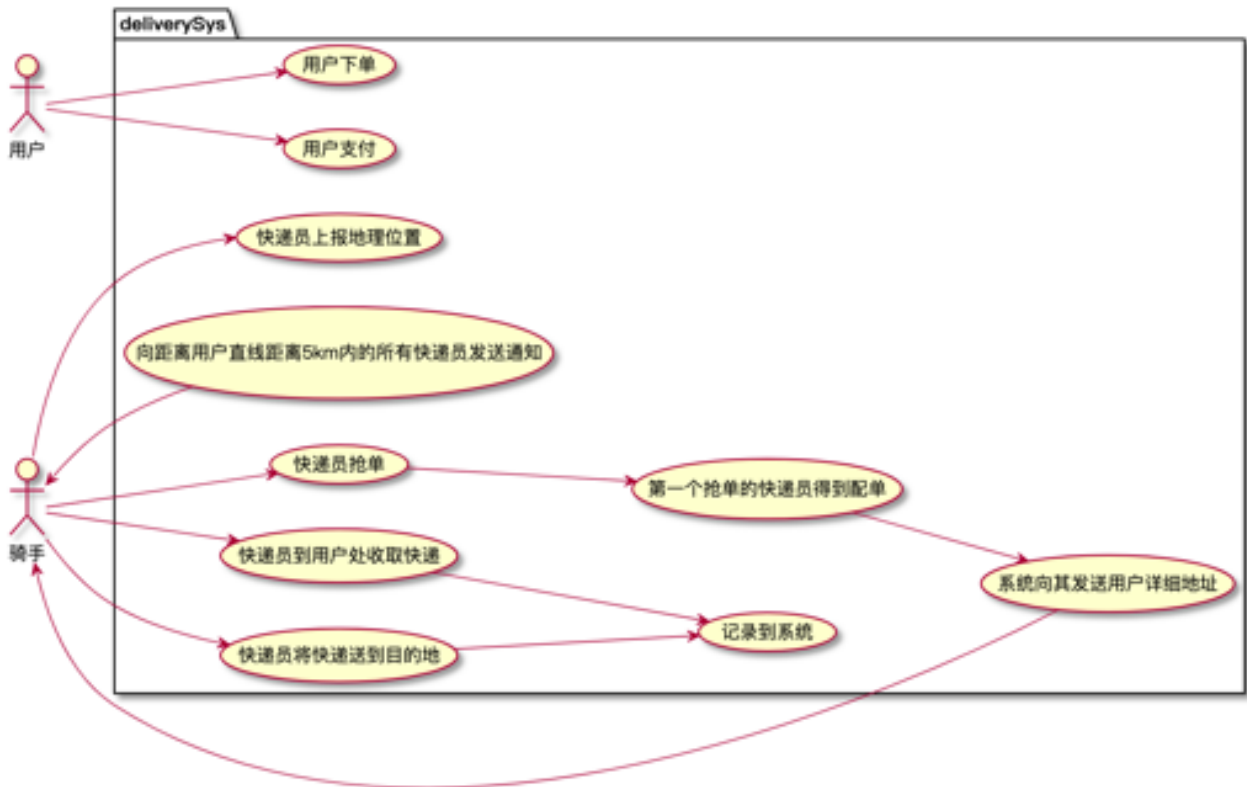 deliverySys
用户下单
用户
用户支付
快递员上报地理位置
向距离用户直线距离5km内的所有快递员发送通知
快递员抢单
第一个抢单的快递员得到配单
骑手
快递员到用户处收取快递
系统向其发送用户详细地址
记录到系统
快递员将快递送到目的地